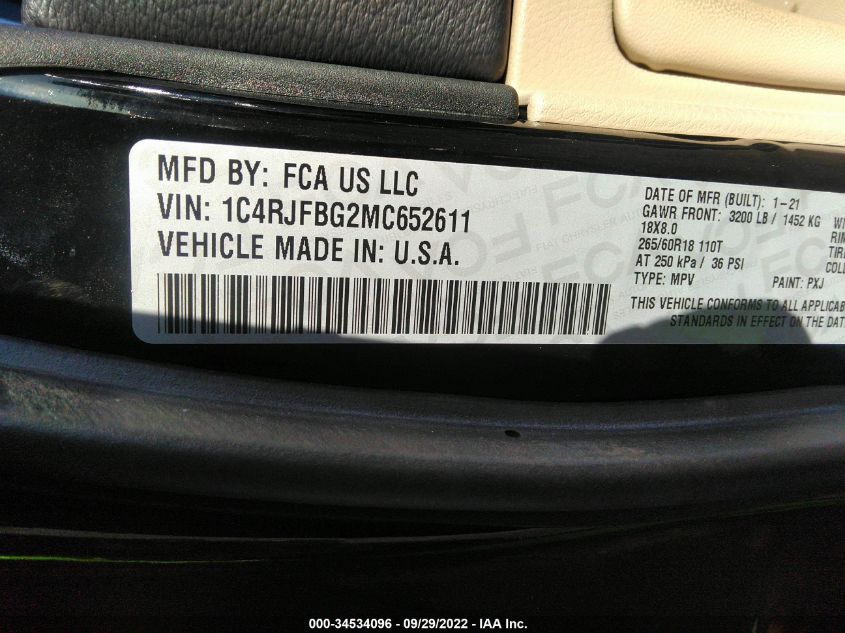 MFD BY: FCA US LLC
VIN: 1C4RJFBG2MC652611
VEHICLE MADE IN: U.S.A.
DATE OF MFR (BUILT): 1-21
GAWR FRONT: 3200 LB / 1452 KG
18X8.0
265/60R18 110T
AT 250 kPa / 36 PSI
TYPE: MPV PAINT: PXJ
THIS VEHICLE CONFORMS TO ALL
STANDARDS IN EFFECT ON THE
000-34534096 - 09/29/2022 - IAA Inc.